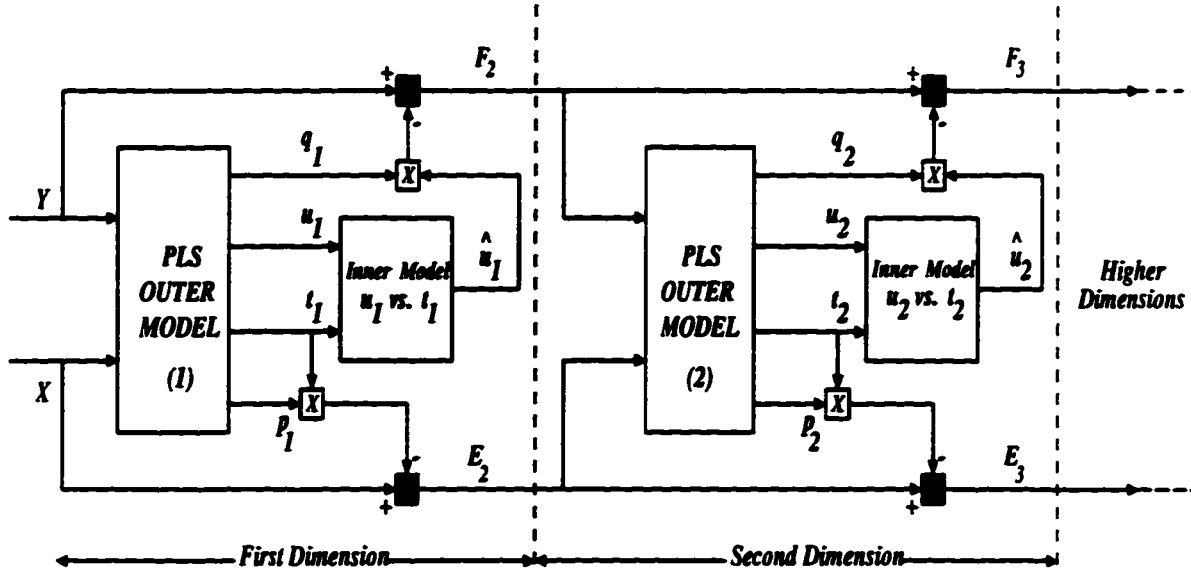 F2
F3
+
+
-
-
q1
q2
X
X
Y
u1
u2
û1
û2
PLS
OUTER
MODEL
(1)
Inner Model
u1 vs. t1
PLS
OUTER
MODEL
(2)
Inner Model
u2 vs. t2
Higher
Dimensions
t1
t2
X
X
X
p1
p2
-
-
E2
E3
+
+
First Dimension
Second Dimension